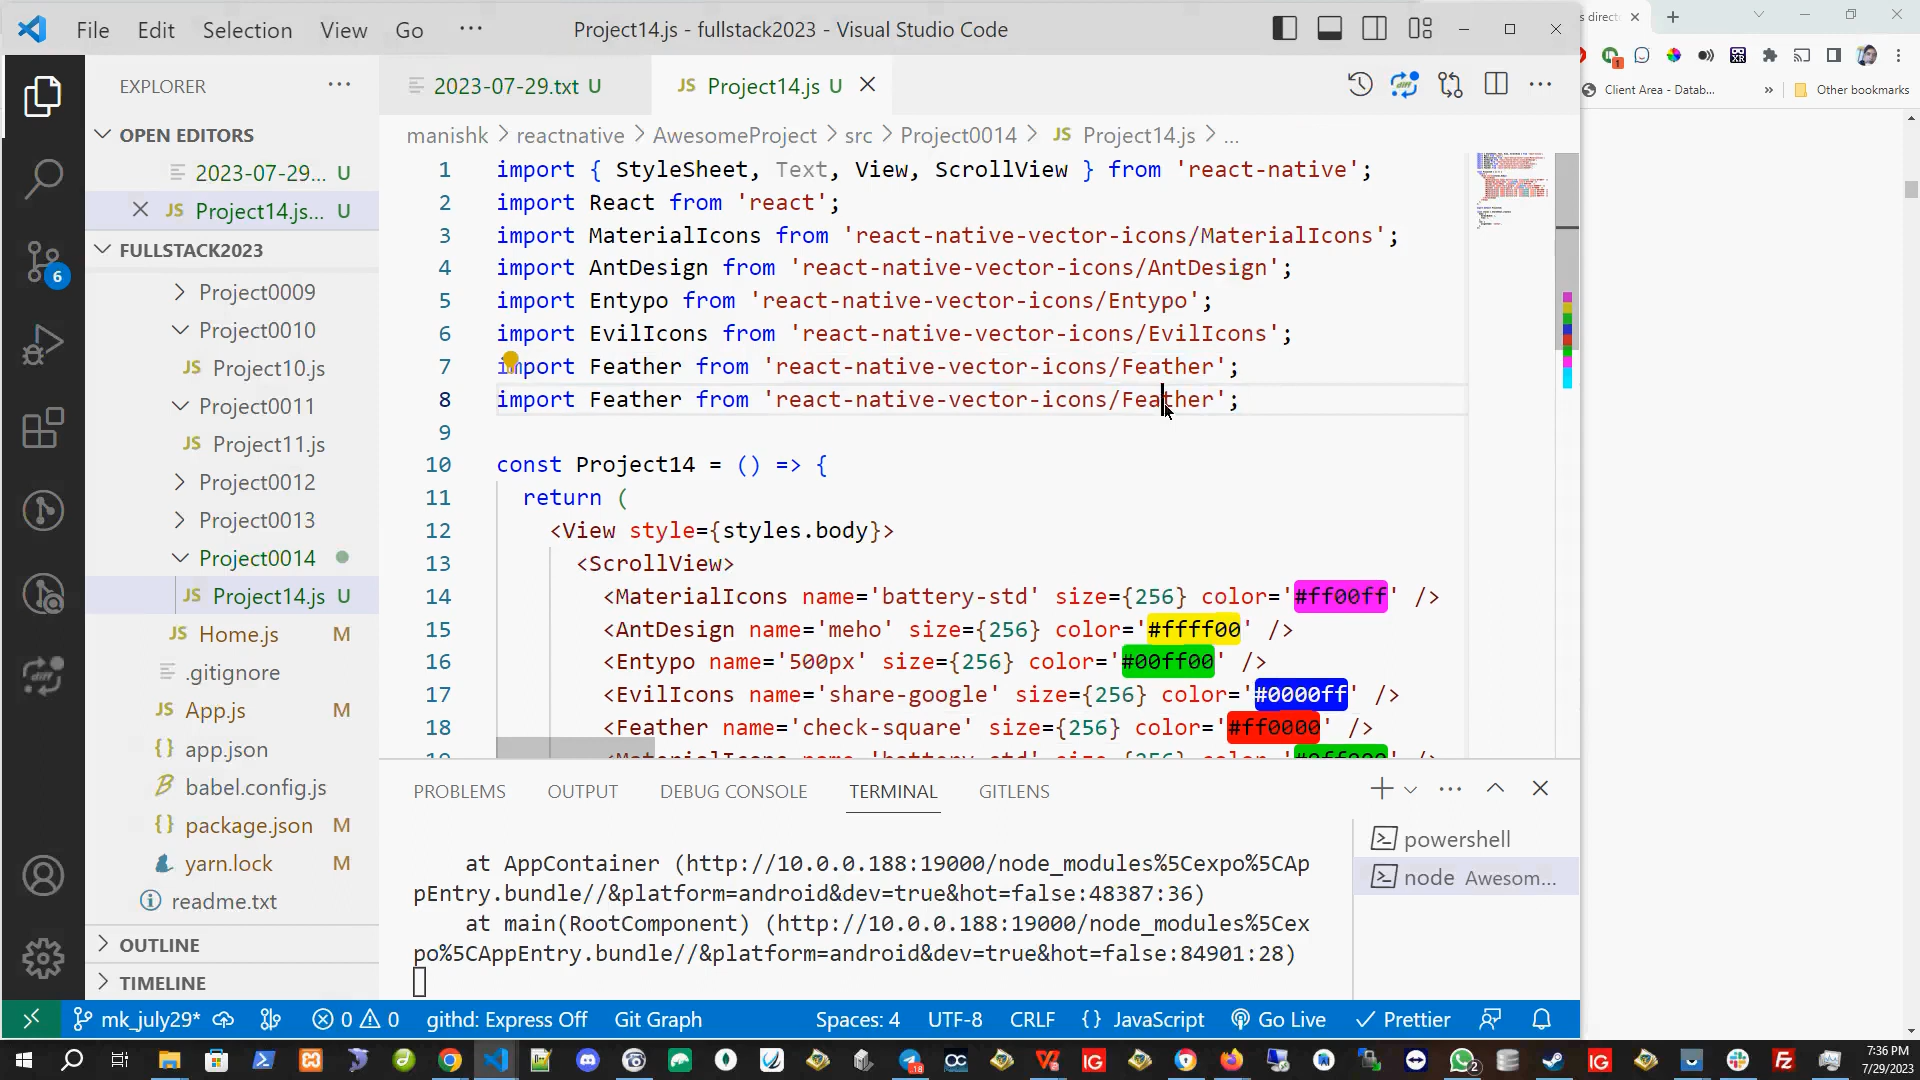 File Edit Selection View Go ···
Project14.js - fullstack2023 - Visual Studio Code
s direct
EXPLORER
2023-07-29.txt U
JS Project14.js U
Client Area - Datab... » Other bookmarks
OPEN EDITORS
2023-07-29... U
JS Project14.js... U
FULLSTACK2023
Project0009
Project0010
JS Project10.js
Project0011
JS Project11.js
Project0012
Project0013
Project0014
JS Project14.js U
JS Home.js M
.gitignore
JS App.js M
{} app.json
babel.config.js
{} package.json M
yarn.lock M
readme.txt
OUTLINE
TIMELINE
6
manishk > reactnative > AwesomeProject > src > Project0014 > JS Project14.js > ...
1 import { StyleSheet, Text, View, ScrollView } from 'react-native';
2 import React from 'react';
3 import MaterialIcons from 'react-native-vector-icons/MaterialIcons';
4 import AntDesign from 'react-native-vector-icons/AntDesign';
5 import Entypo from 'react-native-vector-icons/Entypo';
6 import EvilIcons from 'react-native-vector-icons/EvilIcons';
7 import Feather from 'react-native-vector-icons/Feather';
8 import Feather from 'react-native-vector-icons/Feather';
9
10 const Project14 = () => {
11 return (
12 <View style={styles.body}>
13 <ScrollView>
14 <MaterialIcons name='battery-std' size={256} color='#ff00ff' />
15 <AntDesign name='meho' size={256} color='#ffff00' />
16 <Entypo name='500px' size={256} color='#00ff00' />
17 <EvilIcons name='share-google' size={256} color='#0000ff' />
18 <Feather name='check-square' size={256} color='#ff0000' />
PROBLEMS OUTPUT DEBUG CONSOLE TERMINAL GITLENS
at AppContainer (http://10.0.0.188:19000/node_modules%5Cexpo%5CAp
pEntry.bundle//&platform=android&dev=true&hot=false:48387:36)
at main(RootComponent) (http://10.0.0.188:19000/node_modules%5Cex
po%5CAppEntry.bundle//&platform=android&dev=true&hot=false:84901:28)
powershell
node Awesom...
mk_july29* 0 0 githd: Express Off Git Graph Spaces: 4 UTF-8 CRLF {} JavaScript Go Live Prettier
7:36 PM
7/29/2023